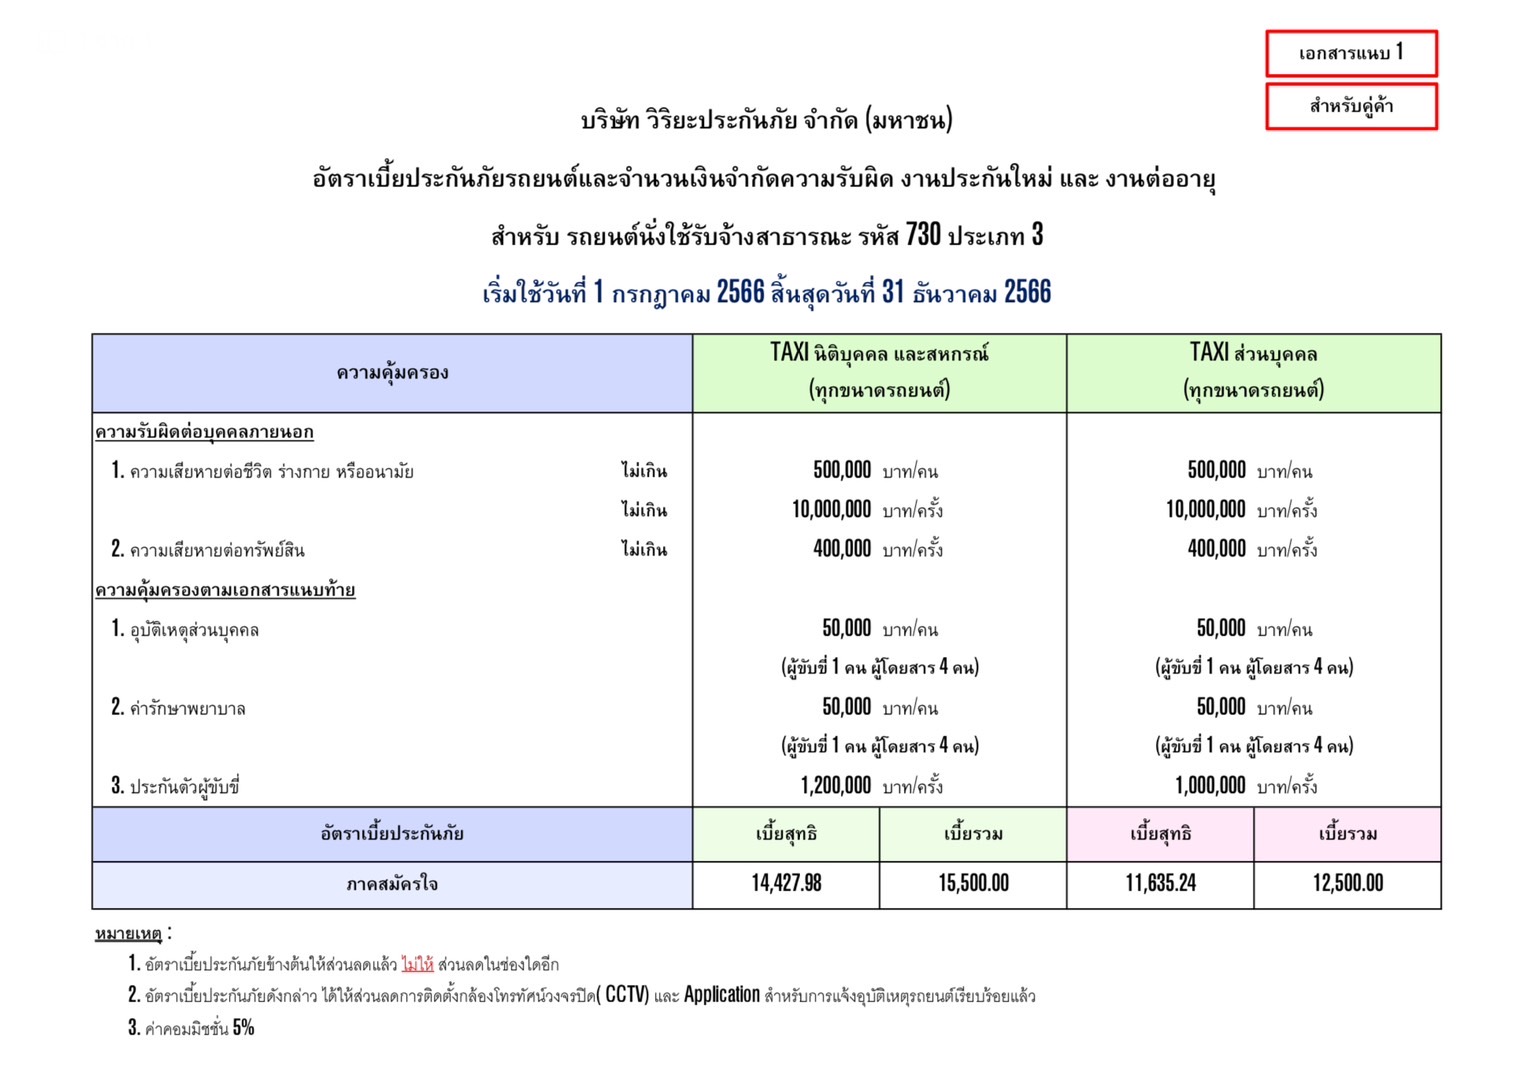 เอกสารแนบ 1
สำหรับคู่ค้า
บริษัท วิริยะประกันภัย จำกัด (มหาชน)
อัตราเบี้ยประกันภัยรถยนต์และจำนวนเงินจำกัดความรับผิด งานประกันใหม่ และ งานต่ออายุ
สำหรับ รถยนต์นั่งใช้รับจ้างสาธารณะ รหัส 730 ประเภท 3
เริ่มใช้วันที่ 1 กรกฎาคม 2566 สิ้นสุดวันที่ 31 ธันวาคม 2566
ความคุ้มครอง TAXI นิติบุคคล และสหกรณ์ (ทุกขนาดรถยนต์) TAXI ส่วนบุคคล (ทุกขนาดรถยนต์)
ความรับผิดต่อบุคคลภายนอก
1. ความเสียหายต่อชีวิต ร่างกาย หรืออนามัย ไม่เกิน 500,000 บาท/คน 500,000 บาท/คน
ไม่เกิน 10,000,000 บาท/ครั้ง 10,000,000 บาท/ครั้ง
2. ความเสียหายต่อทรัพย์สิน ไม่เกิน 400,000 บาท/ครั้ง 400,000 บาท/ครั้ง
ความคุ้มครองตามเอกสารแนบท้าย
1. อุบัติเหตุส่วนบุคคล 50,000 บาท/คน 50,000 บาท/คน
(ผู้ขับขี่ 1 คน ผู้โดยสาร 4 คน) (ผู้ขับขี่ 1 คน ผู้โดยสาร 4 คน)
2. ค่ารักษาพยาบาล 50,000 บาท/คน 50,000 บาท/คน
(ผู้ขับขี่ 1 คน ผู้โดยสาร 4 คน) (ผู้ขับขี่ 1 คน ผู้โดยสาร 4 คน)
3. ประกันตัวผู้ขับขี่ 1,200,000 บาท/ครั้ง 1,000,000 บาท/ครั้ง
อัตราเบี้ยประกันภัย เบี้ยสุทธิ เบี้ยรวม เบี้ยสุทธิ เบี้ยรวม
ภาคสมัครใจ 14,427.98 15,500.00 11,635.24 12,500.00
หมายเหตุ :
1. อัตราเบี้ยประกันภัยข้างต้นให้ส่วนลดแล้ว ไม่ให้ ส่วนลดในช่องใดอีก
2. อัตราเบี้ยประกันภัยดังกล่าว ได้ให้ส่วนลดการติดตั้งกล้องโทรทัศน์วงจรปิด( CCTV) และ Application สำหรับการแจ้งอุบัติเหตุรถยนต์เรียบร้อยแล้ว
3. ค่าคอมมิชชั่น 5%